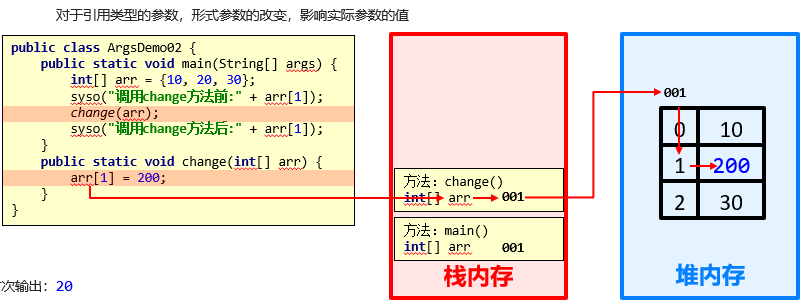 对于引用类型的参数，形式参数的改变，影响实际参数的值
public class ArgsDemo02 {
public static void main(String[] args) {
int[] arr = {10, 20, 30};
syso("调用change方法前:" + arr[1]);
change(arr);
syso("调用change方法后:" + arr[1]);
}
public static void change(int[] arr) {
arr[1] = 200;
}
}
次输出：20
方法：change()
int[] arr 001
方法：main()
int[] arr 001
栈内存
001
0 10
1 200
2 30
堆内存